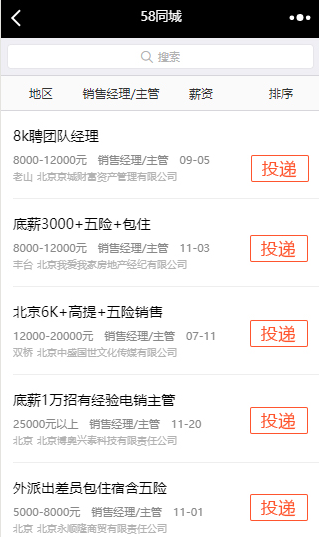 58同城
搜索
地区 销售经理/主管 薪资 排序
8k聘团队经理
8000-12000元 销售经理/主管 09-05
投递
老山 北京京城财富资产管理有限公司
底薪3000+五险+包住
8000-12000元 销售经理/主管 11-03
投递
丰台 北京我爱我家房地产经纪有限公司
北京6K+高提+五险销售
12000-20000元 销售经理/主管 07-11
投递
双桥 北京中盛国世文化传媒有限公司
底薪1万招有经验电销主管
25000元以上 销售经理/主管 11-20
投递
北京 北京博奥兴泰科技有限责任公司
外派出差员包住宿含五险
5000-8000元 销售经理/主管 11-01
投递
北京 北京永顺隆商贸有限责任公司